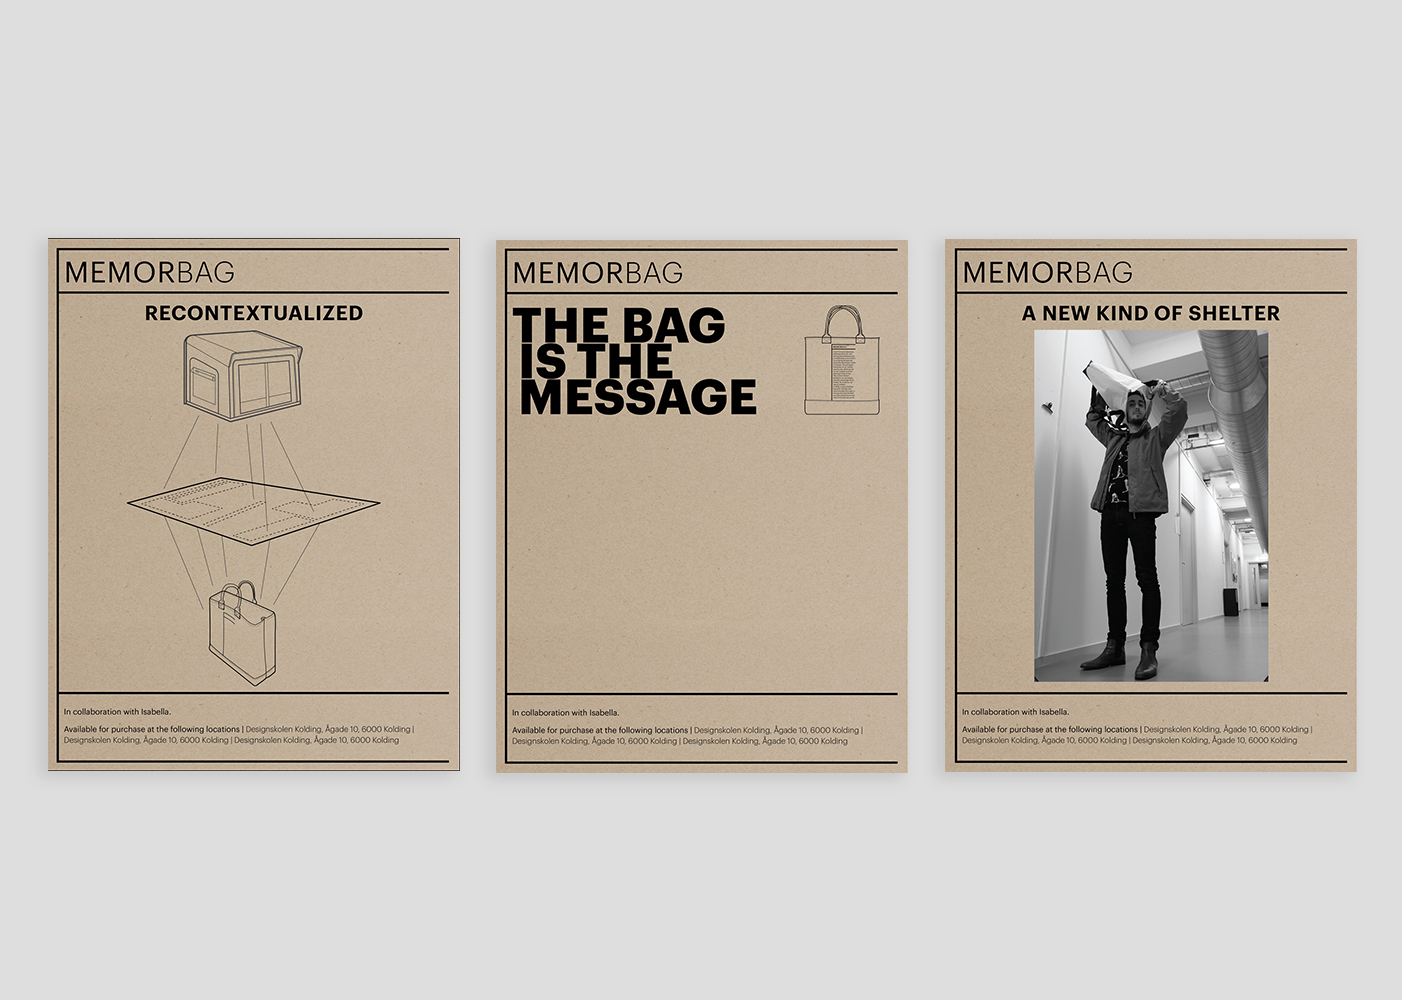 MEMORBAG
RECONTEXTUALIZED
In collaboration with Isabella.
Available for purchase at the following locations | Designskolen Kolding, Ågade 10, 6000 Kolding |
Designskolen Kolding, Ågade 10, 6000 Kolding | Designskolen Kolding, Ågade 10, 6000 Kolding
MEMORBAG
THE BAG
IS THE
MESSAGE
In collaboration with Isabella.
Available for purchase at the following locations | Designskolen Kolding, Ågade 10, 6000 Kolding |
Designskolen Kolding, Ågade 10, 6000 Kolding | Designskolen Kolding, Ågade 10, 6000 Kolding
MEMORBAG
A NEW KIND OF SHELTER
In collaboration with Isabella.
Available for purchase at the following locations | Designskolen Kolding, Ågade 10, 6000 Kolding |
Designskolen Kolding, Ågade 10, 6000 Kolding | Designskolen Kolding, Ågade 10, 6000 Kolding